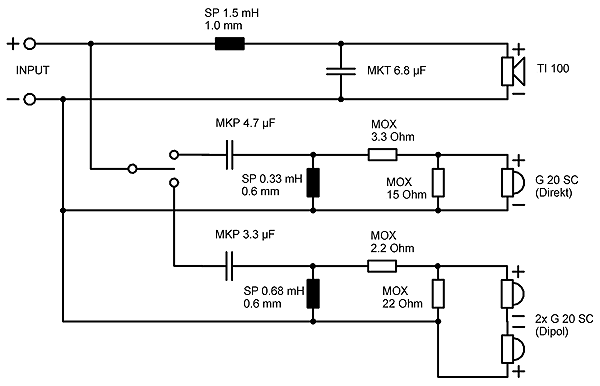 SP 1.5 mH
1.0 mm
+
INPUT
−
MKT 6.8 µF
+
TI 100
−
MKP 4.7 µF
MOX
3.3 Ohm
SP 0.33 mH
0.6 mm
MOX
15 Ohm
+
G 20 SC
(Direkt)
−
MKP 3.3 µF
MOX
2.2 Ohm
SP 0.68 mH
0.6 mm
MOX
22 Ohm
+
−
2x G 20 SC
−
(Dipol)
+